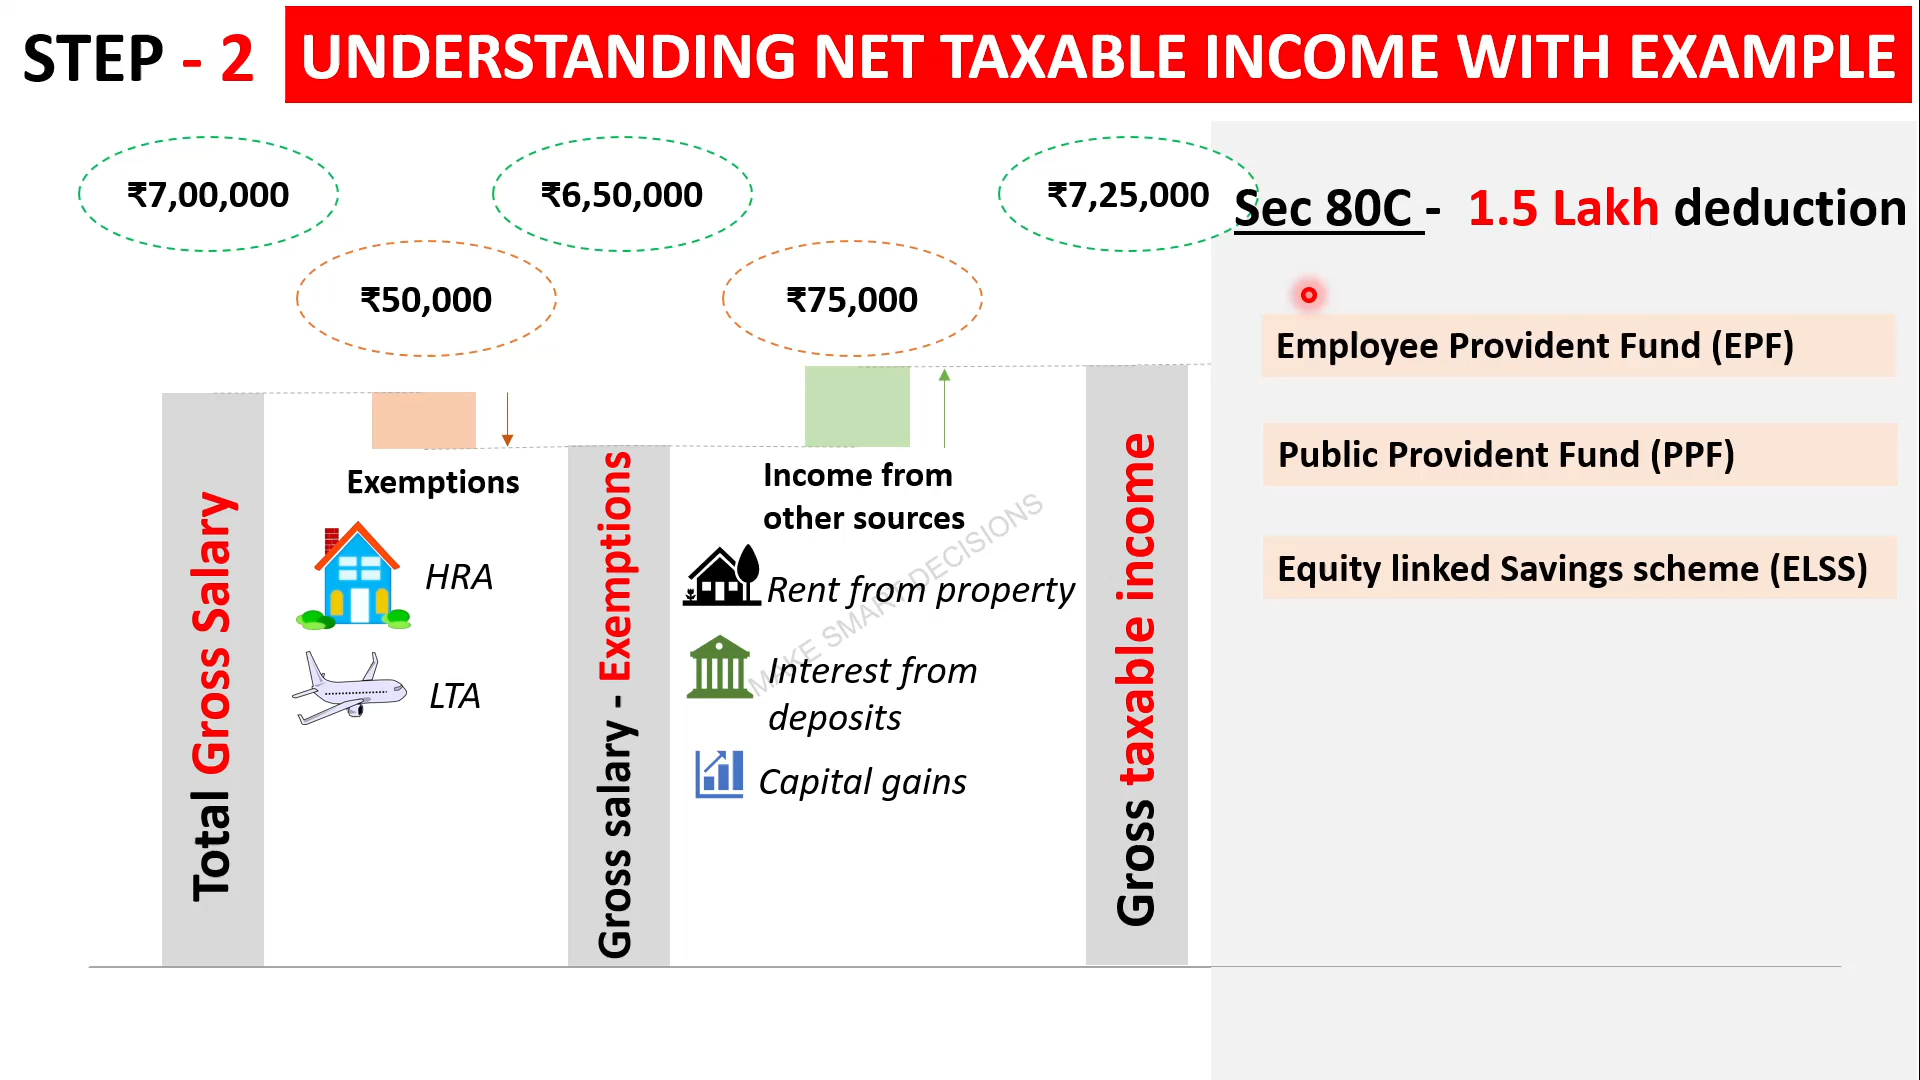 STEP - 2
UNDERSTANDING NET TAXABLE INCOME WITH EXAMPLE
₹7,00,000
₹6,50,000
₹7,25,000
₹50,000
₹75,000
Total Gross Salary
Exemptions
HRA
LTA
Gross salary - Exemptions
Income from
other sources
Rent from property
Interest from
deposits
Capital gains
MAKE SMART DECISIONS
Gross taxable income
Sec 80C - 1.5 Lakh deduction
Employee Provident Fund (EPF)
Public Provident Fund (PPF)
Equity linked Savings scheme (ELSS)